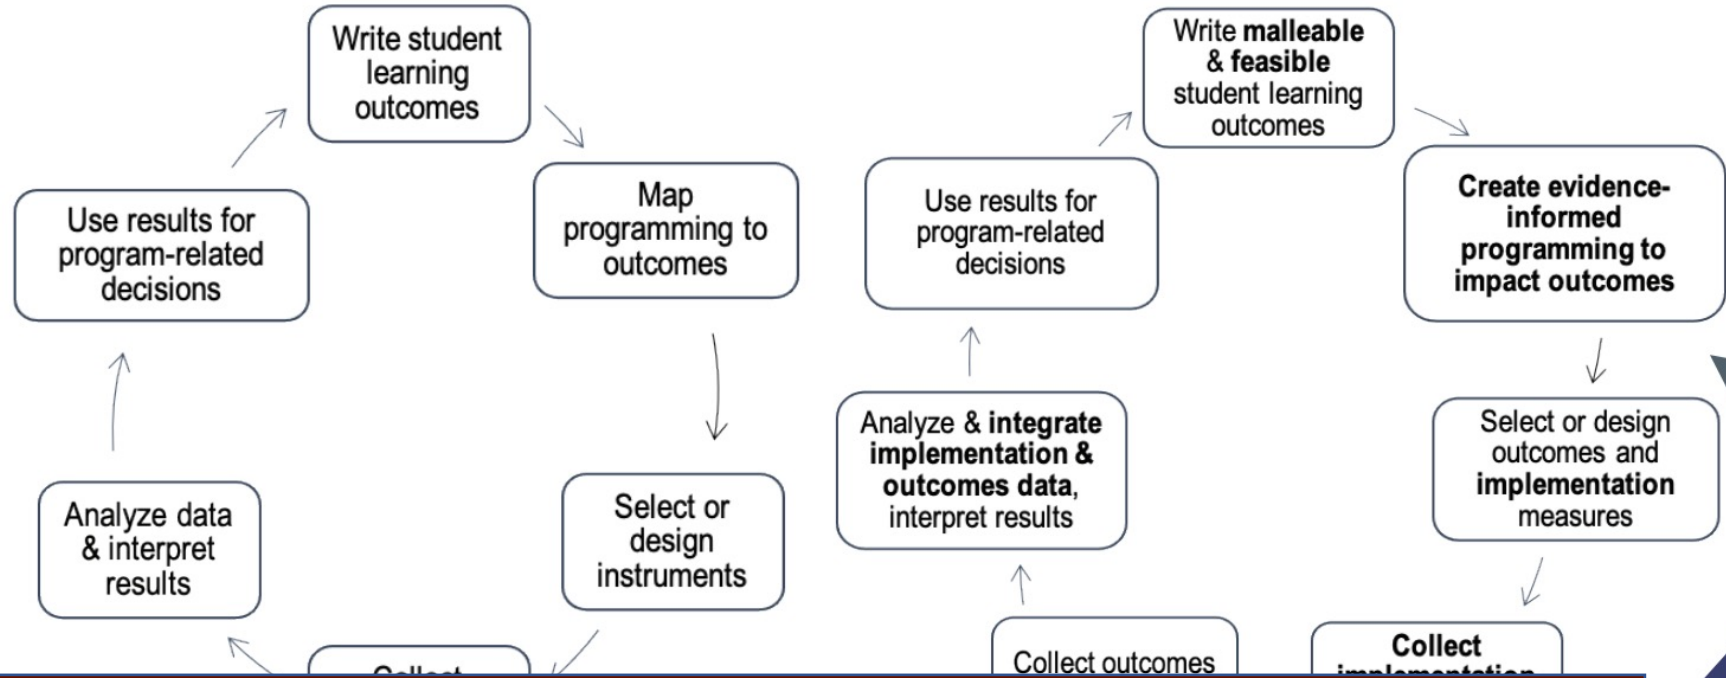 Write student
learning
outcomes
Map
programming to
outcomes
Select or
design
instruments
Collect
Analyze data
& interpret
results
Use results for
program-related
decisions
Write malleable
& feasible
student learning
outcomes
Create evidence-
informed
programming to
impact outcomes
Select or design
outcomes and
implementation
measures
Collect
implementation
Collect outcomes
Analyze & integrate
implementation &
outcomes data,
interpret results
Use results for
program-related
decisions